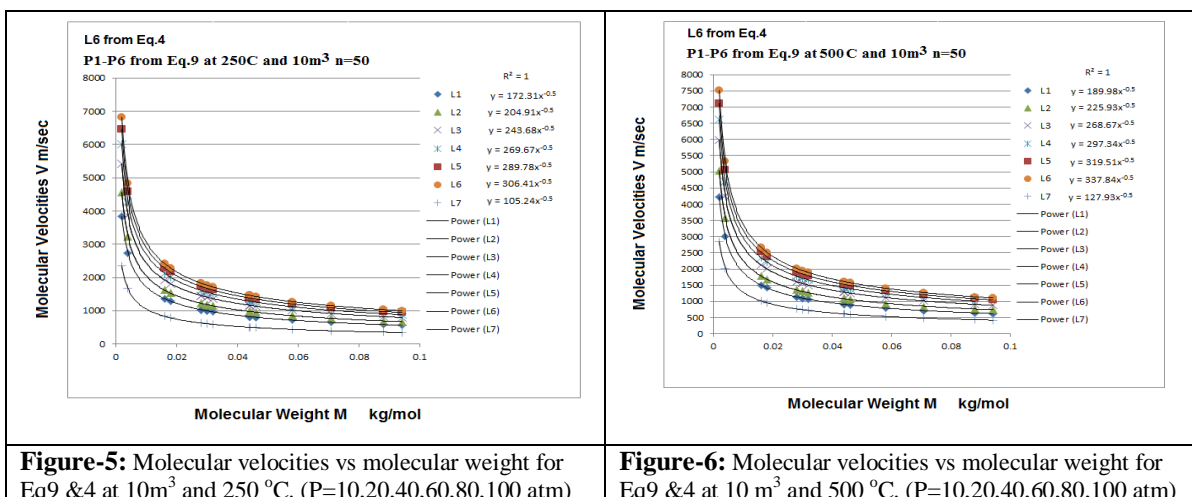 L6 from Eq.4
P1-P6 from Eq.9 at 250C and 10m³ n=50
R² = 1
L1 y = 172.31x^-0.5
L2 y = 204.91x^-0.5
L3 y = 243.68x^-0.5
L4 y = 269.67x^-0.5
L5 y = 289.78x^-0.5
L6 y = 306.41x^-0.5
L7 y = 105.24x^-0.5
Power (L1)
Power (L2)
Power (L3)
Power (L4)
Power (L5)
Power (L6)
Power (L7)
8000
7000
6000
5000
4000
3000
2000
1000
0
0 0.02 0.04 0.06 0.08 0.1
Molecular Velocities V m/sec
Molecular Weight M kg/mol
Figure-5: Molecular velocities vs molecular weight for
Eq9 &4 at 10m³ and 250 °C. (P=10,20,40,60,80,100 atm)
L6 from Eq.4
P1-P6 from Eq.9 at 500C and 10m³ n=50
R² = 1
L1 y = 189.98x^-0.5
L2 y = 225.93x^-0.5
L3 y = 268.67x^-0.5
L4 y = 297.34x^-0.5
L5 y = 319.51x^-0.5
L6 y = 337.84x^-0.5
L7 y = 127.93x^-0.5
Power (L1)
Power (L2)
Power (L3)
Power (L4)
Power (L5)
Power (L6)
Power (L7)
8000
7500
7000
6500
6000
5500
5000
4500
4000
3500
3000
2500
2000
1500
1000
500
0
0 0.02 0.04 0.06 0.08 0.1
Molecular Velocities V m/sec
Molecular Weight M kg/mol
Figure-6: Molecular velocities vs molecular weight for
Eq9 &4 at 10 m³ and 500 °C. (P=10,20,40,60,80,100 atm)